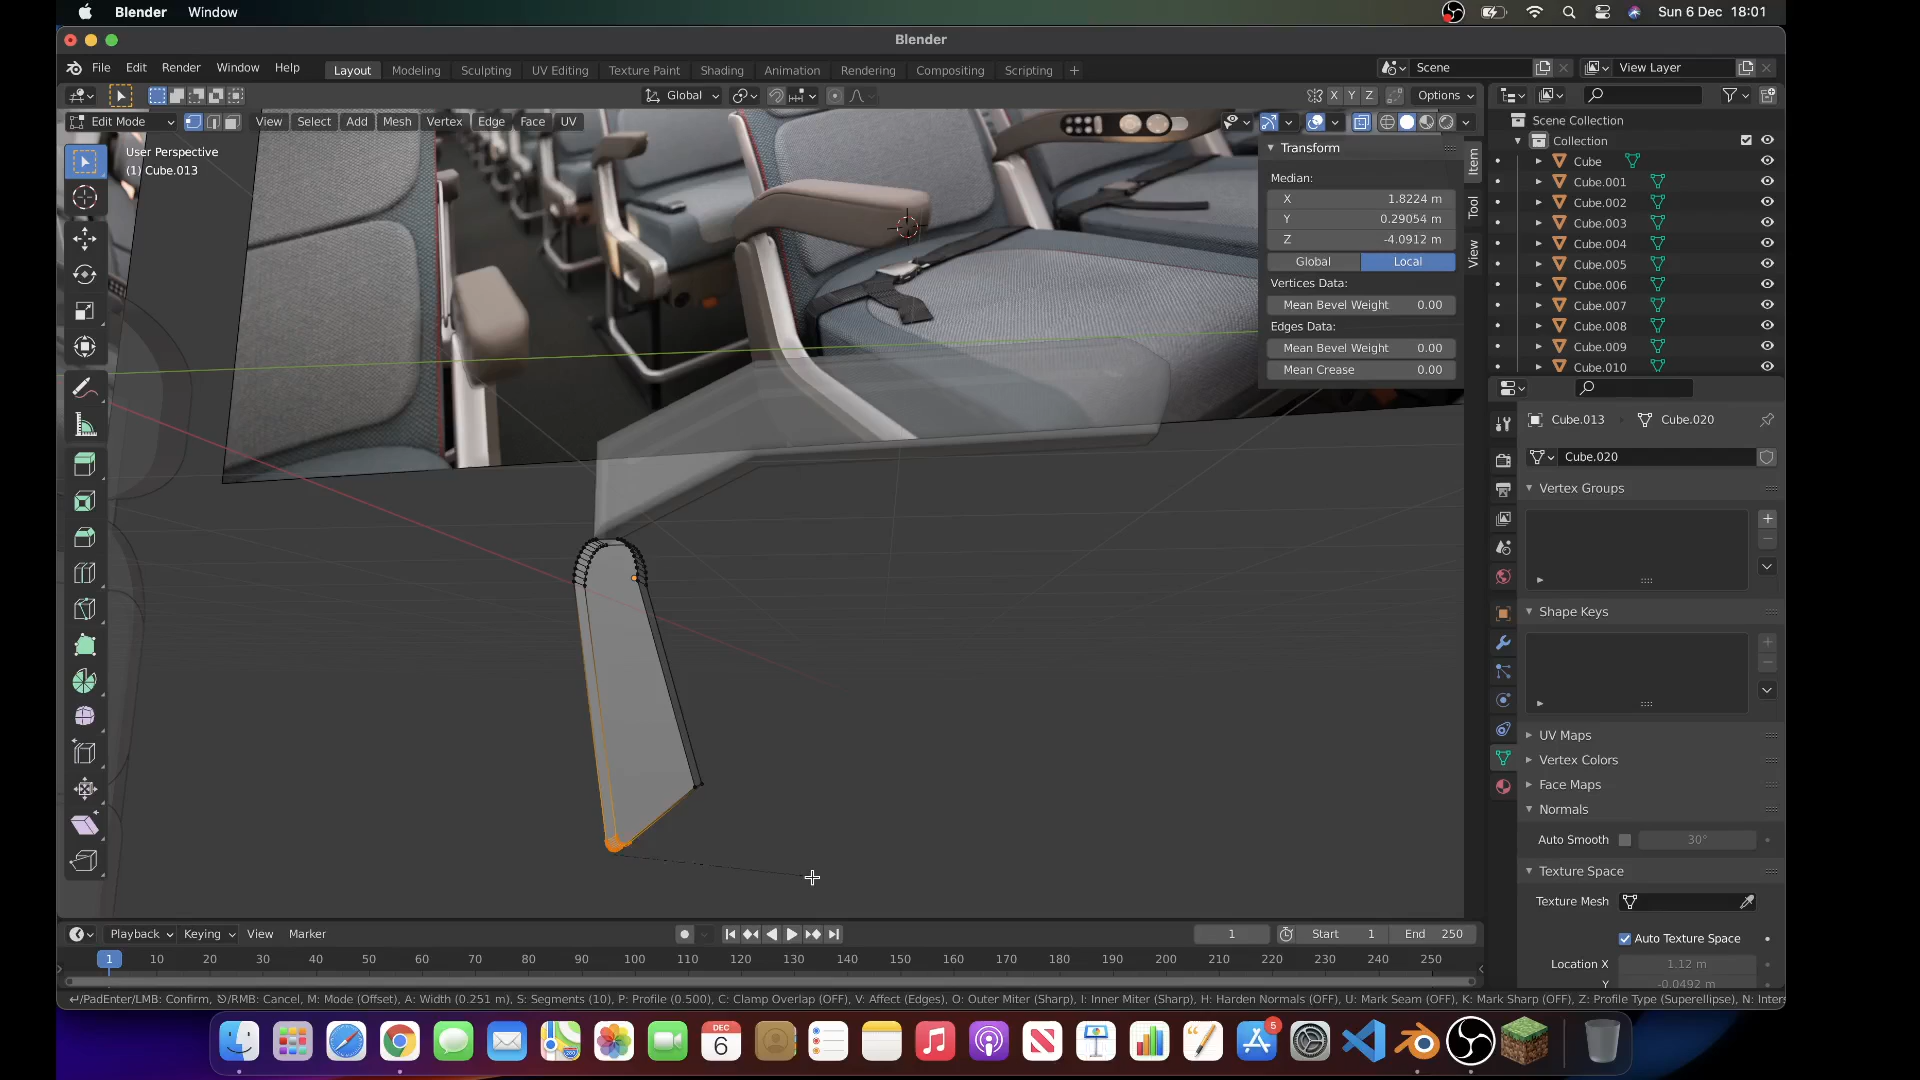 Blender Window
Sun 6 Dec 18:01
Blender
File Edit Render Window Help
Layout Modeling Sculpting UV Editing Texture Paint Shading Animation Rendering Compositing Scripting +
Scene
View Layer
Global
X Y Z Options
Edit Mode View Select Add Mesh Vertex Edge Face UV
User Perspective
(1) Cube.013
Transform
Median:
X 1.8224 m
Y 0.29054 m
Z -4.0912 m
Global Local
Vertices Data:
Mean Bevel Weight 0.00
Edges Data:
Mean Bevel Weight 0.00
Mean Crease 0.00
Item
Tool
View
Scene Collection
Collection
Cube
Cube.001
Cube.002
Cube.003
Cube.004
Cube.005
Cube.006
Cube.007
Cube.008
Cube.009
Cube.010
Cube.013 Cube.020
Cube.020
Vertex Groups
Shape Keys
UV Maps
Vertex Colors
Face Maps
Normals
Auto Smooth 30°
Texture Space
Texture Mesh
Auto Texture Space
Location X 1.12 m
Y -0.0492 m
Playback Keying View Marker
1 Start 1 End 250
1 10 20 30 40 50 60 70 80 90 100 110 120 130 140 150 160 170 180 190 200 210 220 230 240 250
/PadEnter/LMB: Confirm, /RMB: Cancel, M: Mode (Offset), A: Width (0.251 m), S: Segments (10), P: Profile (0.500), C: Clamp Overlap (OFF), V: Affect (Edges), O: Outer Miter (Sharp), I: Inner Miter (Sharp), H: Harden Normals (OFF), U: Mark Seam (OFF), K: Mark Sharp (OFF), Z: Profile Type (Superellipse), N: Inters
DEC
6
5